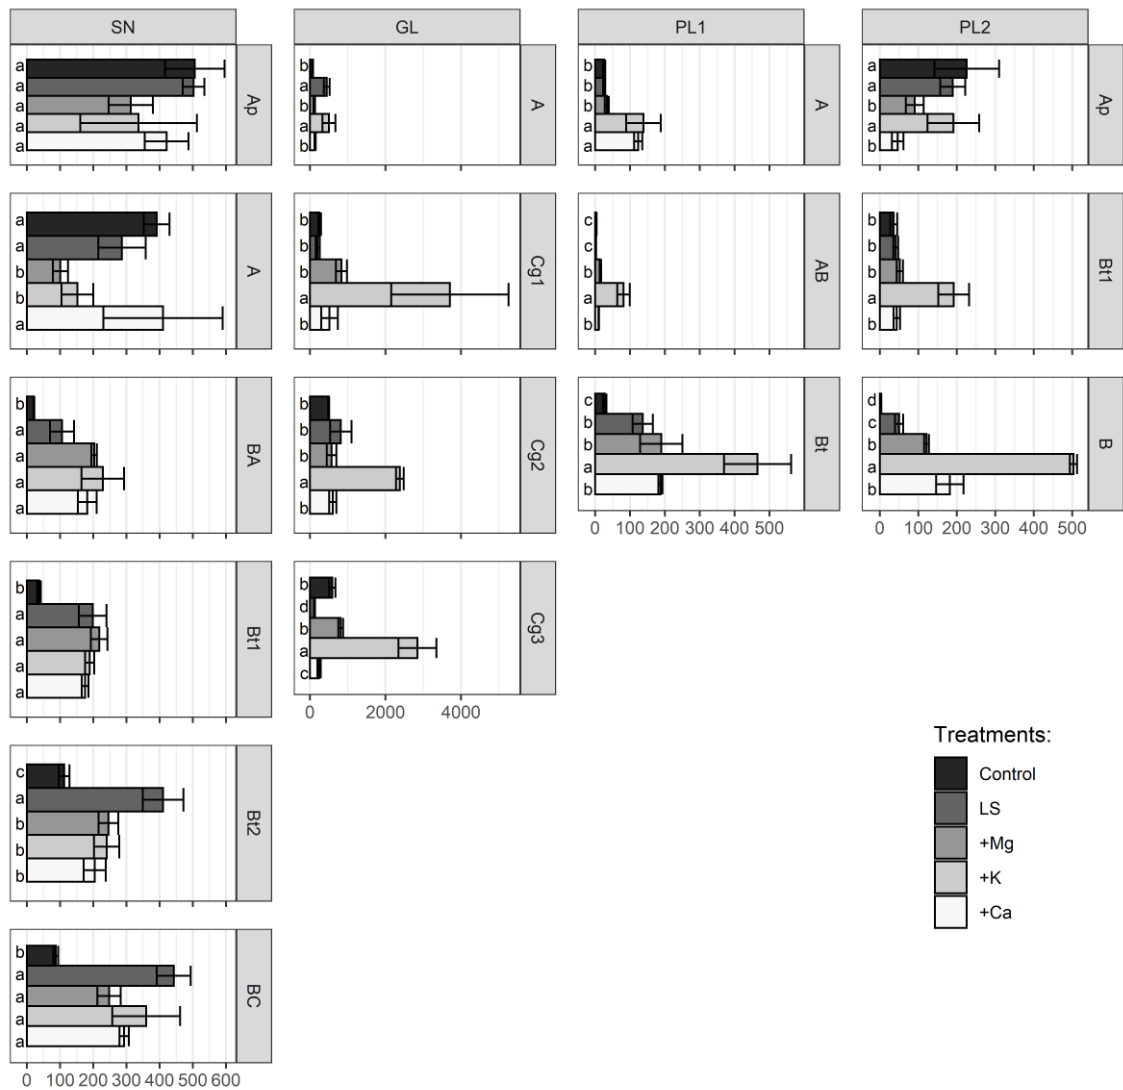 SN GL PL1 PL2
a a a a a Ap
b a b a b A
b b b a a A
a a b a b Ap
a a b b a A
b b b a b Cg1
c c b a b AB
b b b a b Bt1
b a a a a BA
b b b a b Cg2
c b b a b Bt
d c b a b B
0 100 200 300 400 500
0 100 200 300 400 500
b a a a a Bt1
b d b a c Cg3
0 2000 4000
c a b b b Bt2
b a a a a BC
0 100 200 300 400 500 600
Treatments:
Control
LS
+Mg
+K
+Ca